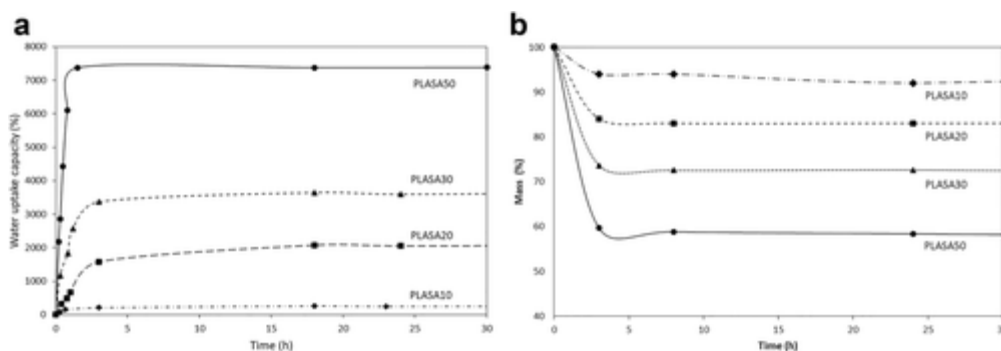 a
b
8000
7000
6000
5000
4000
3000
2000
1000
0
Water uptake capacity (%)
PLASA50
PLASA30
PLASA20
PLASA10
0
5
10
15
20
25
30
Time (h)
100
90
80
70
60
50
40
Mass (%)
PLASA10
PLASA20
PLASA30
PLASA50
0
5
10
15
20
25
30
Time (h)